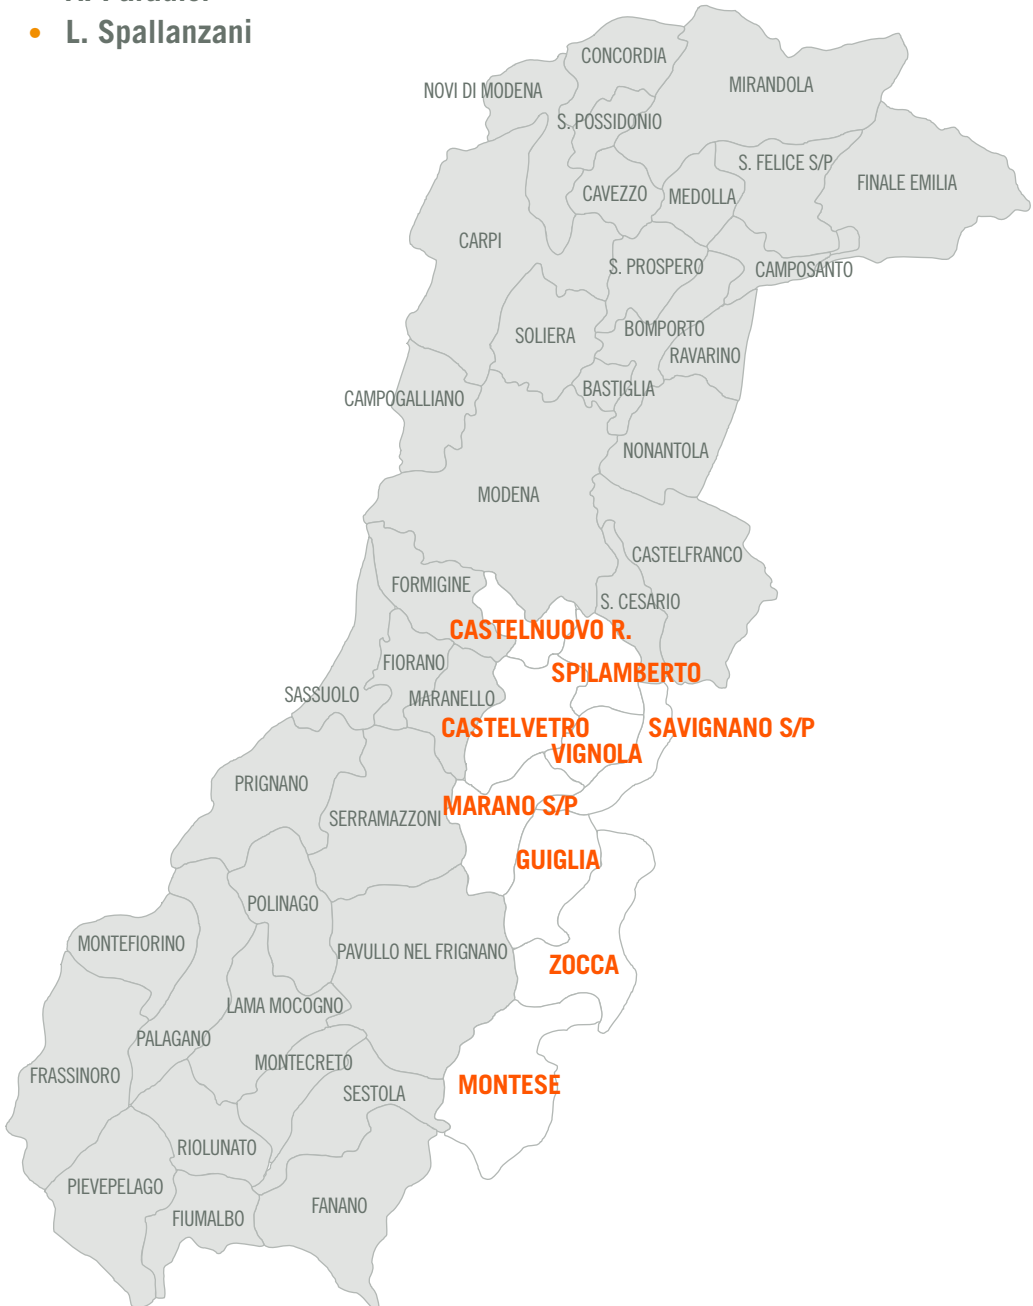 • L. Spallanzani
CONCORDIA
MIRANDOLA
NOVI DI MODENA
S. POSSIDONIO
S. FELICE S/P
FINALE EMILIA
CAVEZZO
MEDOLLA
CARPI
S. PROSPERO
CAMPOSANTO
BOMPORTO
SOLIERA
RAVARINO
BASTIGLIA
CAMPOGALLIANO
NONANTOLA
MODENA
CASTELFRANCO
FORMIGINE
S. CESARIO
CASTELNUOVO R.
FIORANO
SPILAMBERTO
SASSUOLO
MARANELLO
CASTELVETRO
SAVIGNANO S/P
VIGNOLA
PRIGNANO
MARANO S/P
SERRAMAZZONI
GUIGLIA
POLINAGO
MONTEFIORINO
PAVULLO NEL FRIGNANO
ZOCCA
LAMA MOCOGNO
PALAGANO
MONTECRETO
FRASSINORO
MONTESE
SESTOLA
RIOLUNATO
PIEVEPELAGO
FANANO
FIUMALBO